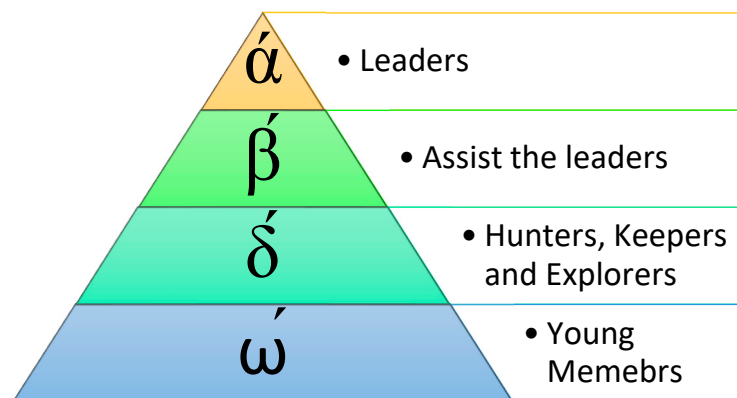 ά
• Leaders
β́
• Assist the leaders
δ́
• Hunters, Keepers
and Explorers
ώ
• Young
Memebrs